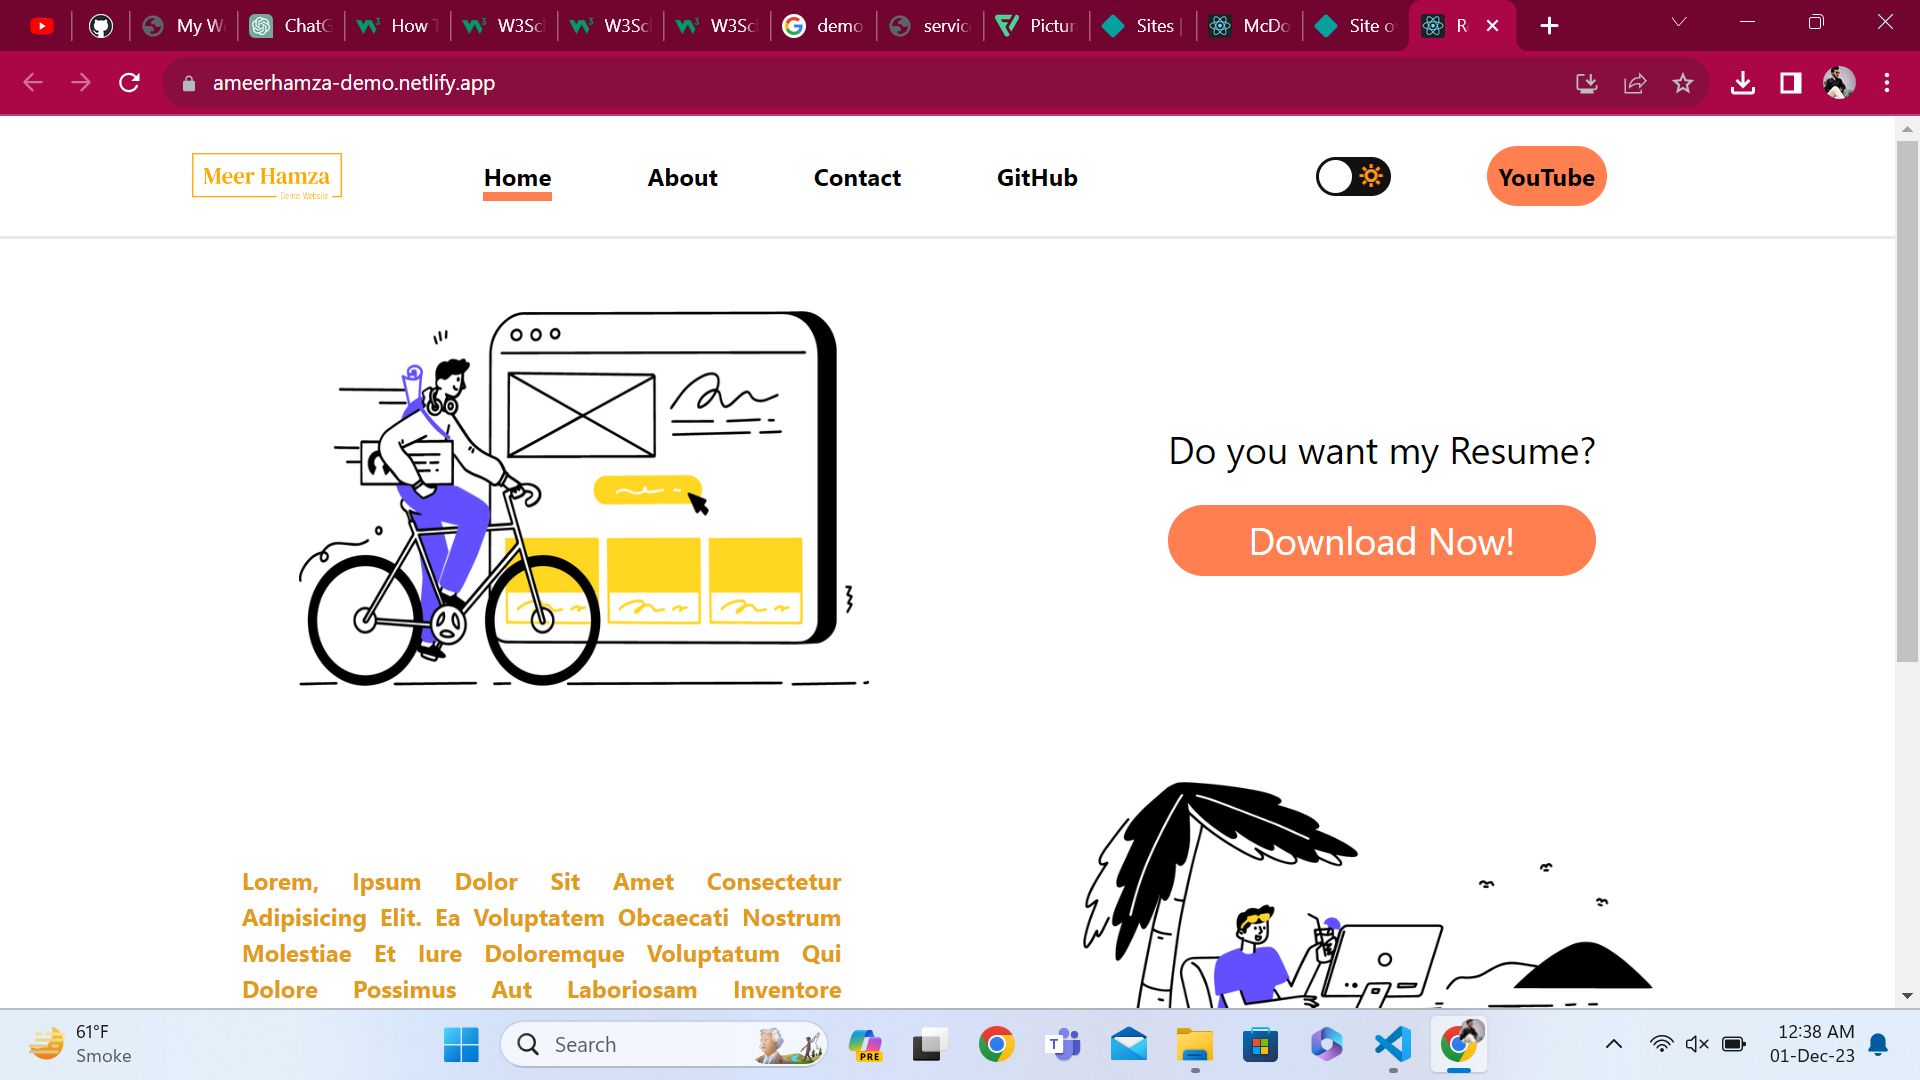 My W
ChatG
How T
W3Sc
W3Sc
W3Sc
demo
servic
Pictur
Sites |
McDo
Site o
R
ameerhamza-demo.netlify.app
Meer Hamza
Demo Website
Home
About
Contact
GitHub
YouTube
Do you want my Resume?
Download Now!
Lorem, Ipsum Dolor Sit Amet Consectetur
Adipisicing Elit. Ea Voluptatem Obcaecati Nostrum
Molestiae Et Iure Doloremque Voluptatum Qui
Dolore Possimus Aut Laboriosam Inventore
61°F
Smoke
Search
PRE
T
12:38 AM
01-Dec-23